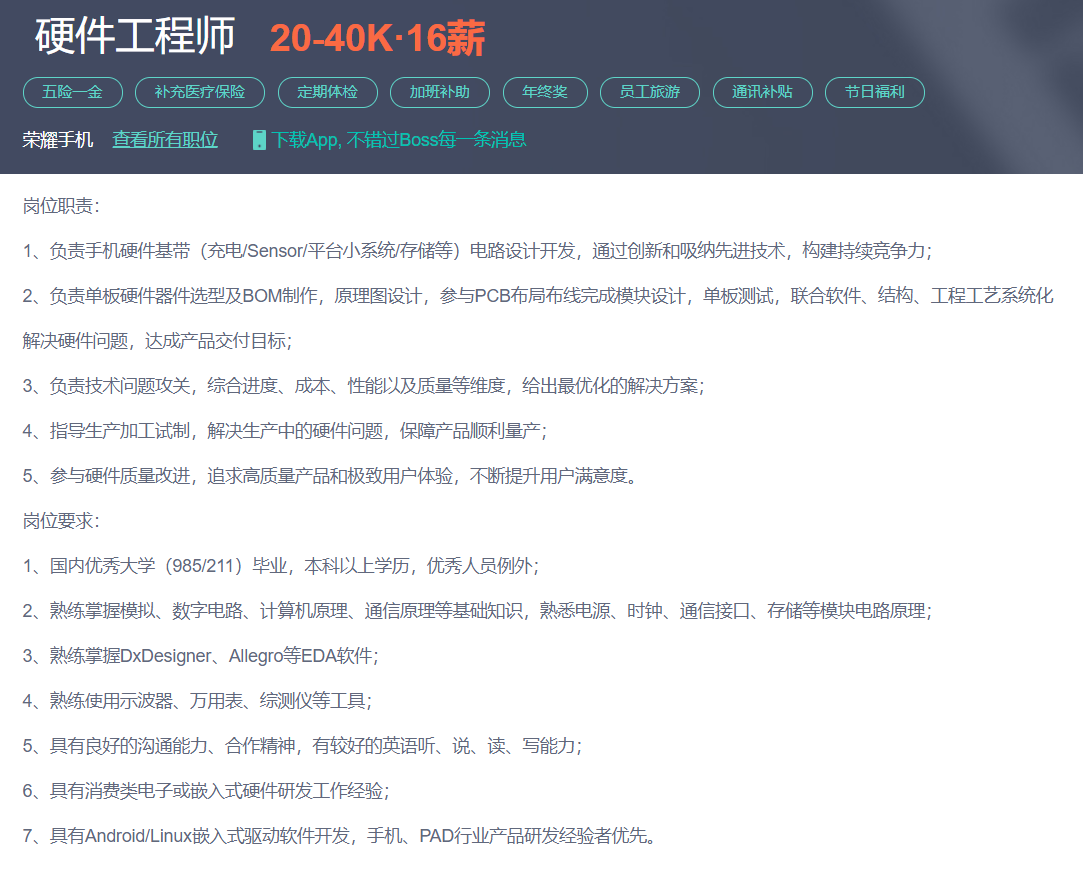 硬件工程师 20-40K·16薪
五险一金 补充医疗保险 定期体检 加班补助 年终奖 员工旅游 通讯补贴 节日福利
荣耀手机 查看所有职位 下载App, 不错过Boss每一条消息
岗位职责：
1、负责手机硬件基带（充电/Sensor/平台小系统/存储等）电路设计开发，通过创新和吸纳先进技术，构建持续竞争力；
2、负责单板硬件器件选型及BOM制作，原理图设计，参与PCB布局布线完成模块设计，单板测试，联合软件、结构、工程工艺系统化
解决硬件问题，达成产品交付目标；
3、负责技术问题攻关，综合进度、成本、性能以及质量等维度，给出最优化的解决方案；
4、指导生产加工试制，解决生产中的硬件问题，保障产品顺利量产；
5、参与硬件质量改进，追求高质量产品和极致用户体验，不断提升用户满意度。
岗位要求：
1、国内优秀大学（985/211）毕业，本科以上学历，优秀人员例外；
2、熟练掌握模拟、数字电路、计算机原理、通信原理等基础知识，熟悉电源、时钟、通信接口、存储等模块电路原理；
3、熟练掌握DxDesigner、Allegro等EDA软件；
4、熟练使用示波器、万用表、综测仪等工具；
5、具有良好的沟通能力、合作精神，有较好的英语听、说、读、写能力；
6、具有消费类电子或嵌入式硬件研发工作经验；
7、具有Android/Linux嵌入式驱动软件开发，手机、PAD行业产品研发经验者优先。